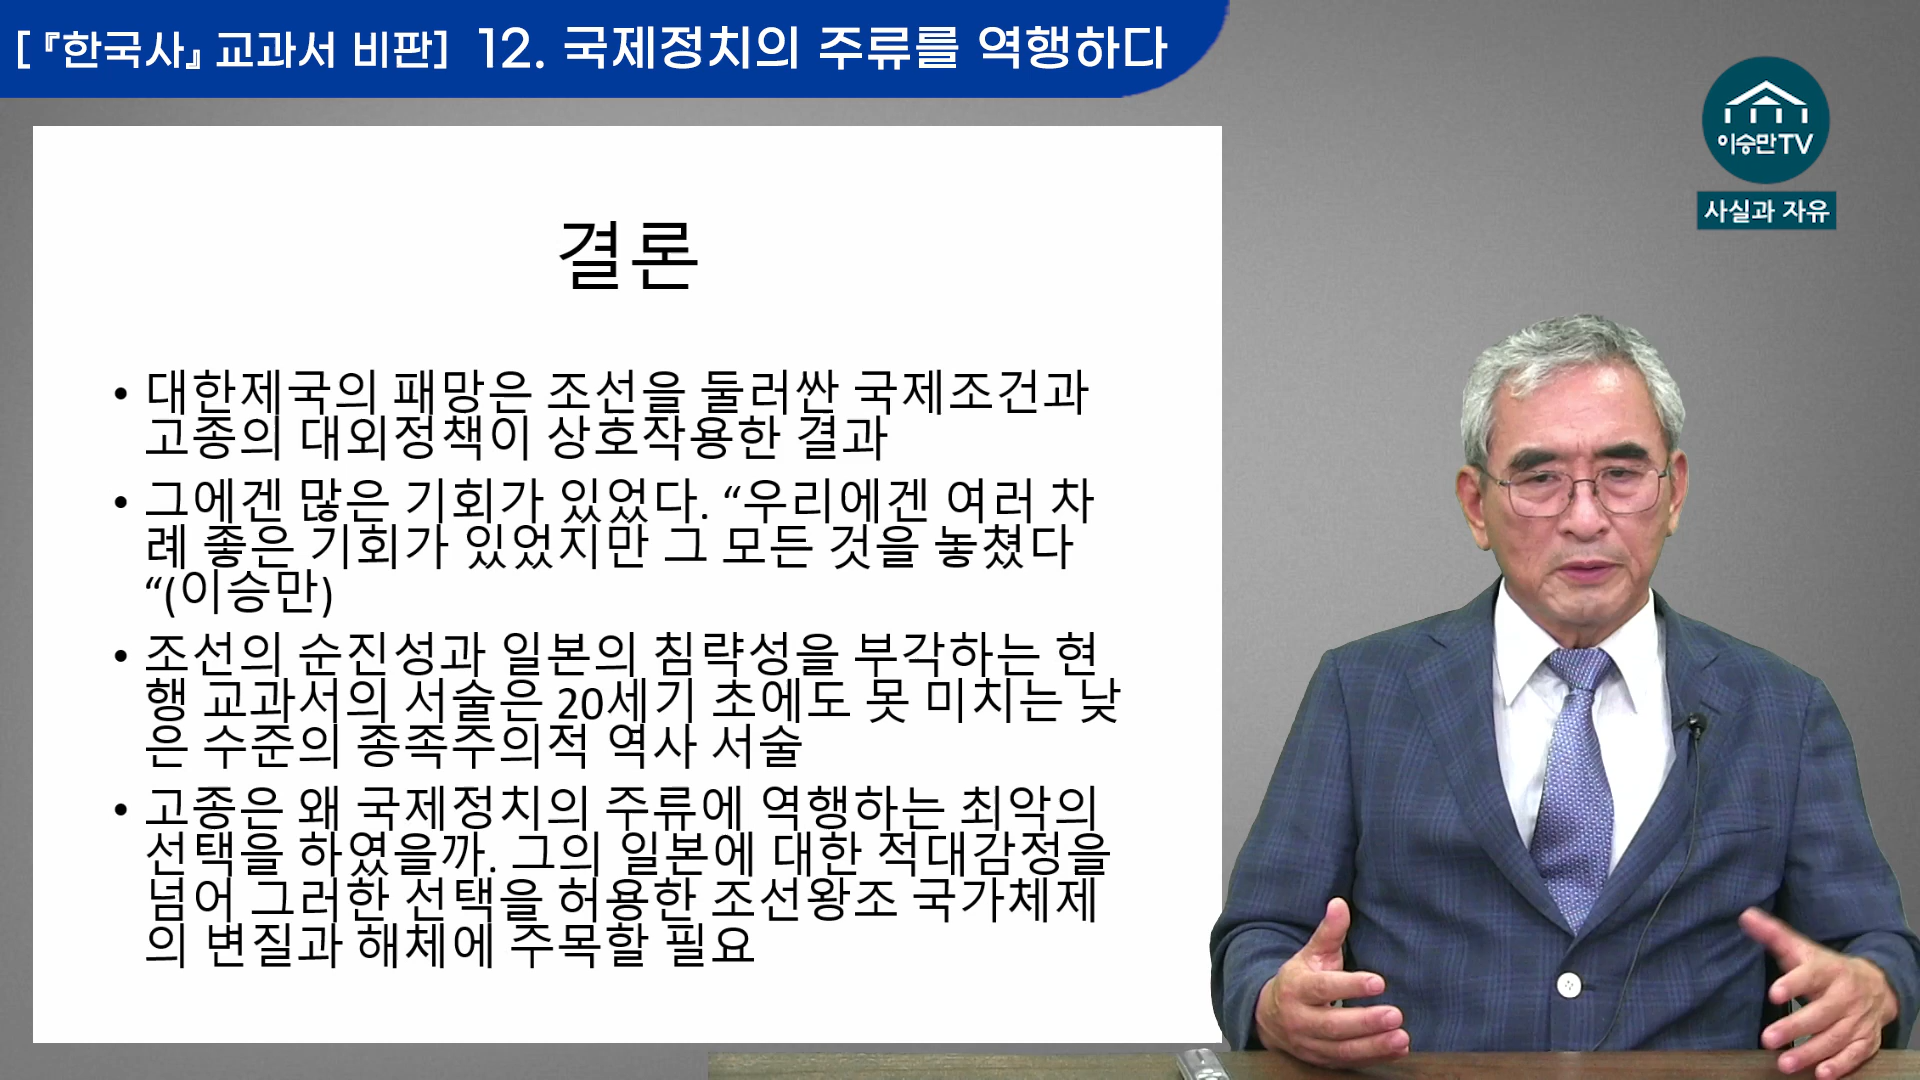 [『한국사』 교과서 비판] 12. 국제정치의 주류를 역행하다
이승만TV
사실과 자유
결론
• 대한제국의 패망은 조선을 둘러싼 국제조건과
고종의 대외정책이 상호작용한 결과
• 그에겐 많은 기회가 있었다. “우리에겐 여러 차
례 좋은 기회가 있었지만 그 모든 것을 놓쳤다
“(이승만)
• 조선의 순진성과 일본의 침략성을 부각하는 현
행 교과서의 서술은 20세기 초에도 못 미치는 낮
은 수준의 종족주의적 역사 서술
• 고종은 왜 국제정치의 주류에 역행하는 최악의
선택을 하였을까. 그의 일본에 대한 적대감정을
넘어 그러한 선택을 허용한 조선왕조 국가체제
의 변질과 해체에 주목할 필요